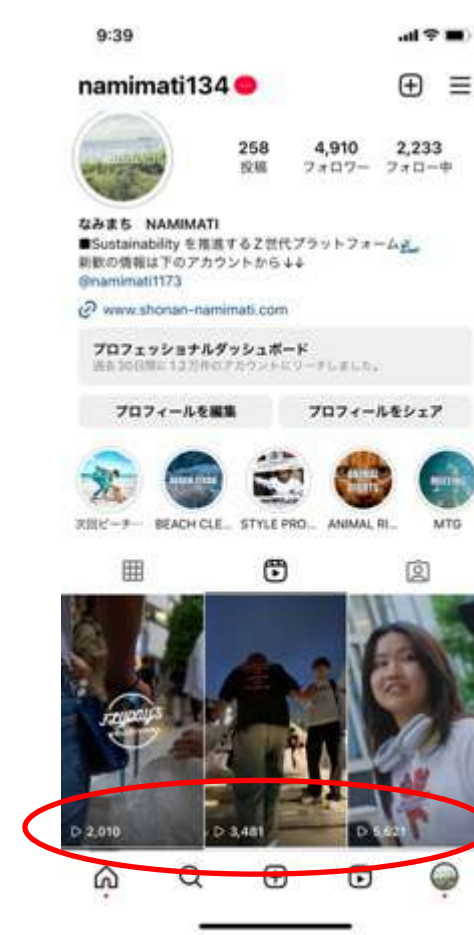 9:39
namimati134
258 4,910 2,233
投稿 フォロワー フォロー中
なみまち NAMIMATI
■Sustainability を推進するZ世代プラットフォーム
新歓の情報は下のアカウントから↓↓
@namimati1173
www.shonan-namimati.com
プロフェッショナルダッシュボード
過去30日間に1.2万件のアカウントにリーチしました。
プロフィールを編集 プロフィールをシェア
BEACH CLEAN
ANIMAL RIGHTS
MEETING
次回ビーチ… BEACH CLE... STYLE PRO... ANIMAL RI... MTG
2,010 3,481 5,621